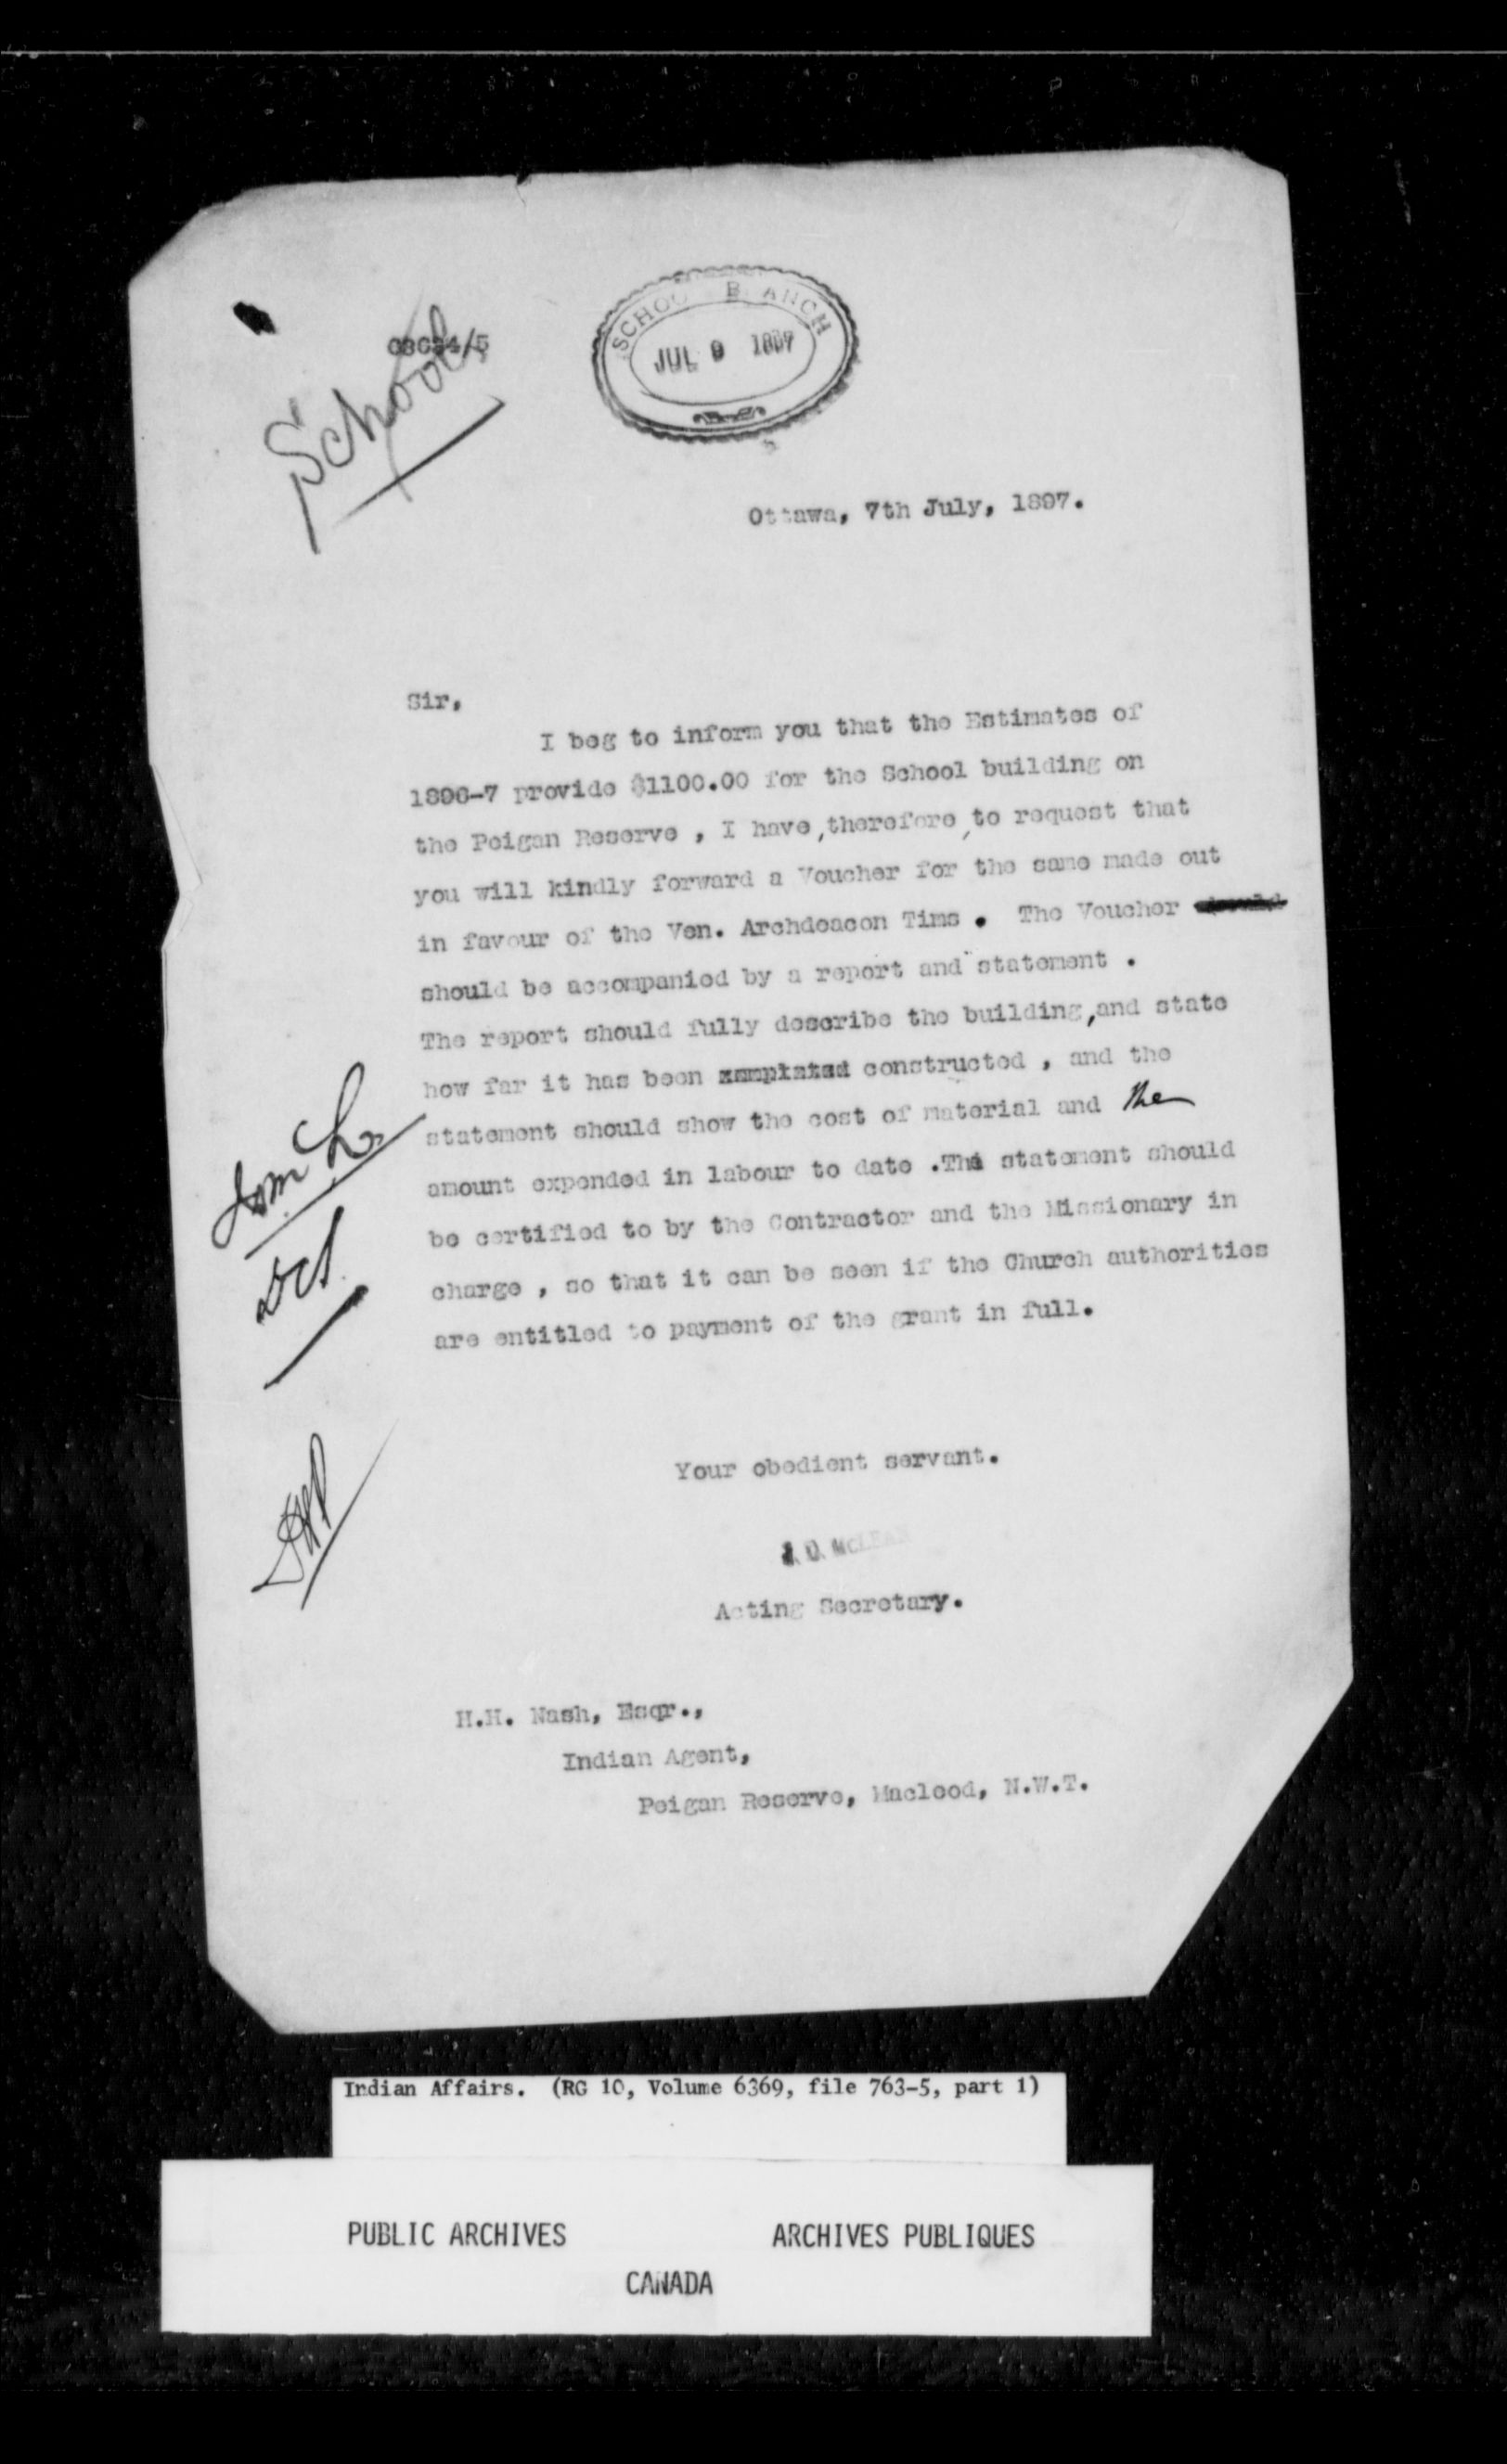 Schools
SCHOOL BRANCH
JUL 9 1897
Ottawa, 7th July, 1897.
Sir,
I beg to inform you that the Estimates of
1896-7 provide $1100.00 for the School building on
the Peigan Reserve , I have, therefore, to request that
you will kindly forward a Voucher for the same made out
in favour of the Ven. Archdeacon Tims . The Voucher
should be accompanied by a report and statement .
The report should fully describe the building, and state
how far it has been constructed , and the
statement should show the cost of material and the
amount expended in labour to date .The statement should
be certified to by the Contractor and the Missionary in
charge , so that it can be seen if the Church authorities
are entitled to payment of the grant in full.
Your obedient servant.
J. D. McLEAN
Acting Secretary.
H.H. Nash, Esqr.,
Indian Agent,
Peigan Reserve, Macleod, N.W.T.
Indian Affairs. (RG 10, Volume 6369, file 763-5, part 1)
PUBLIC ARCHIVES ARCHIVES PUBLIQUES
CANADA